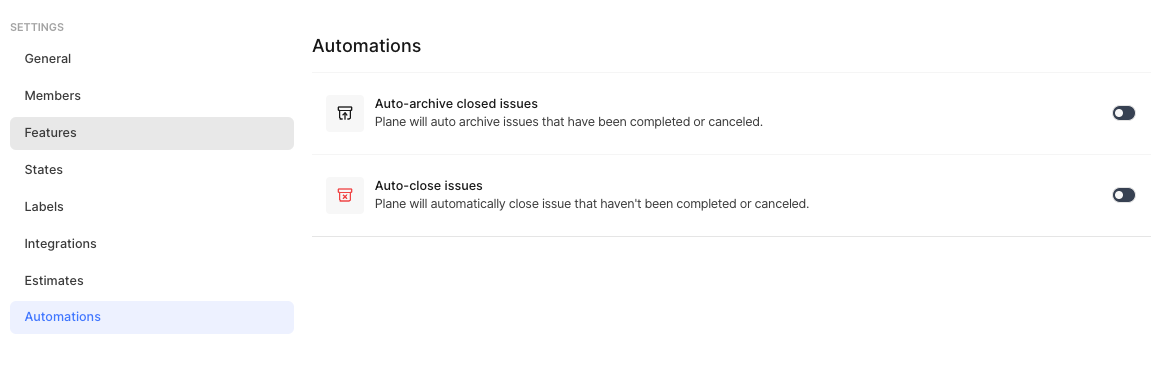 SETTINGS
General
Members
Features
States
Labels
Integrations
Estimates
Automations
Automations
Auto-archive closed issues
Plane will auto archive issues that have been completed or canceled.
Auto-close issues
Plane will automatically close issue that haven't been completed or canceled.